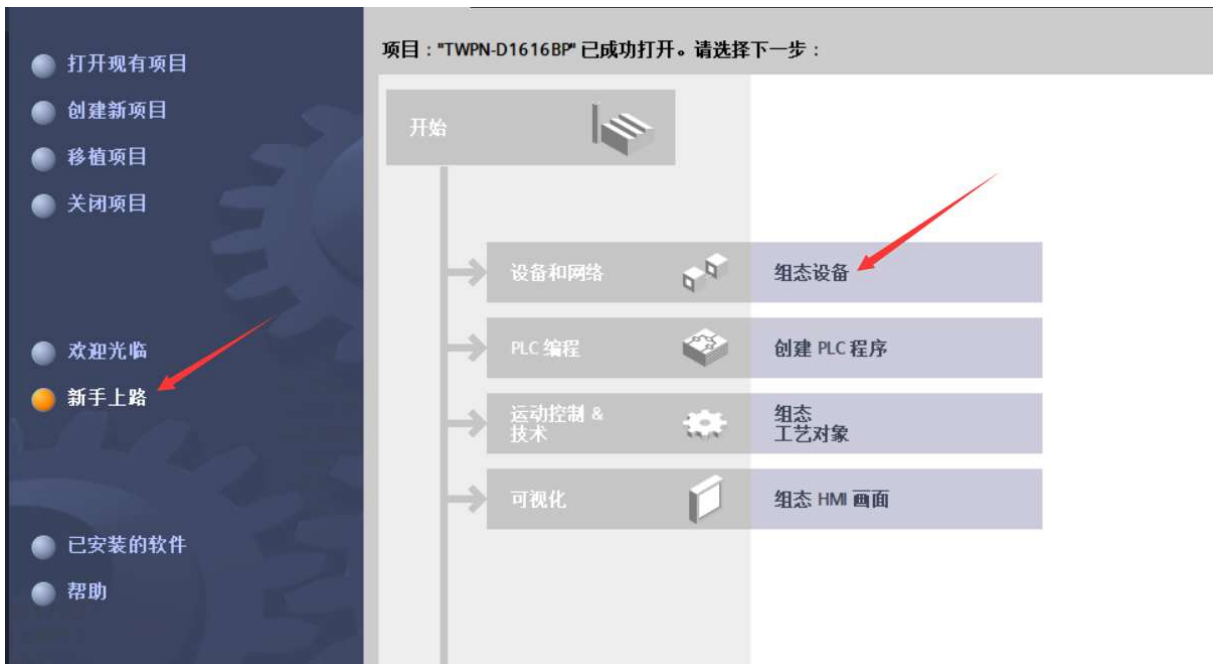 打开现有项目
创建新项目
移植项目
关闭项目
欢迎光临
新手上路
已安装的软件
帮助
项目："TWPN-D1616BP" 已成功打开。请选择下一步：
开始
设备和网络
组态设备
PLC 编程
创建 PLC 程序
运动控制 &
技术
组态
工艺对象
可视化
组态 HMI 画面